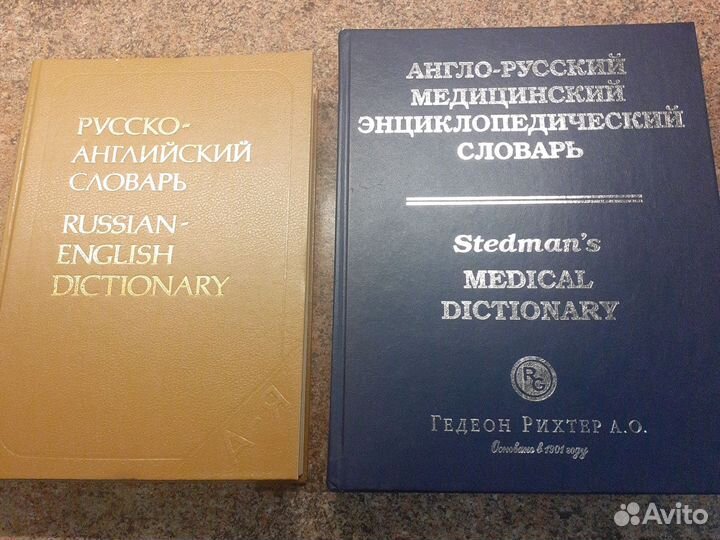 РУССКО-
АНГЛИЙСКИЙ
СЛОВАРЬ
RUSSIAN-
ENGLISH
DICTIONARY
АНГЛО-РУССКИЙ
МЕДИЦИНСКИЙ
ЭНЦИКЛОПЕДИЧЕСКИЙ
СЛОВАРЬ
Stedman's
MEDICAL
DICTIONARY
RG
ГЕДЕОН РИХТЕР А.О.
Основано в 1901 году
Avito